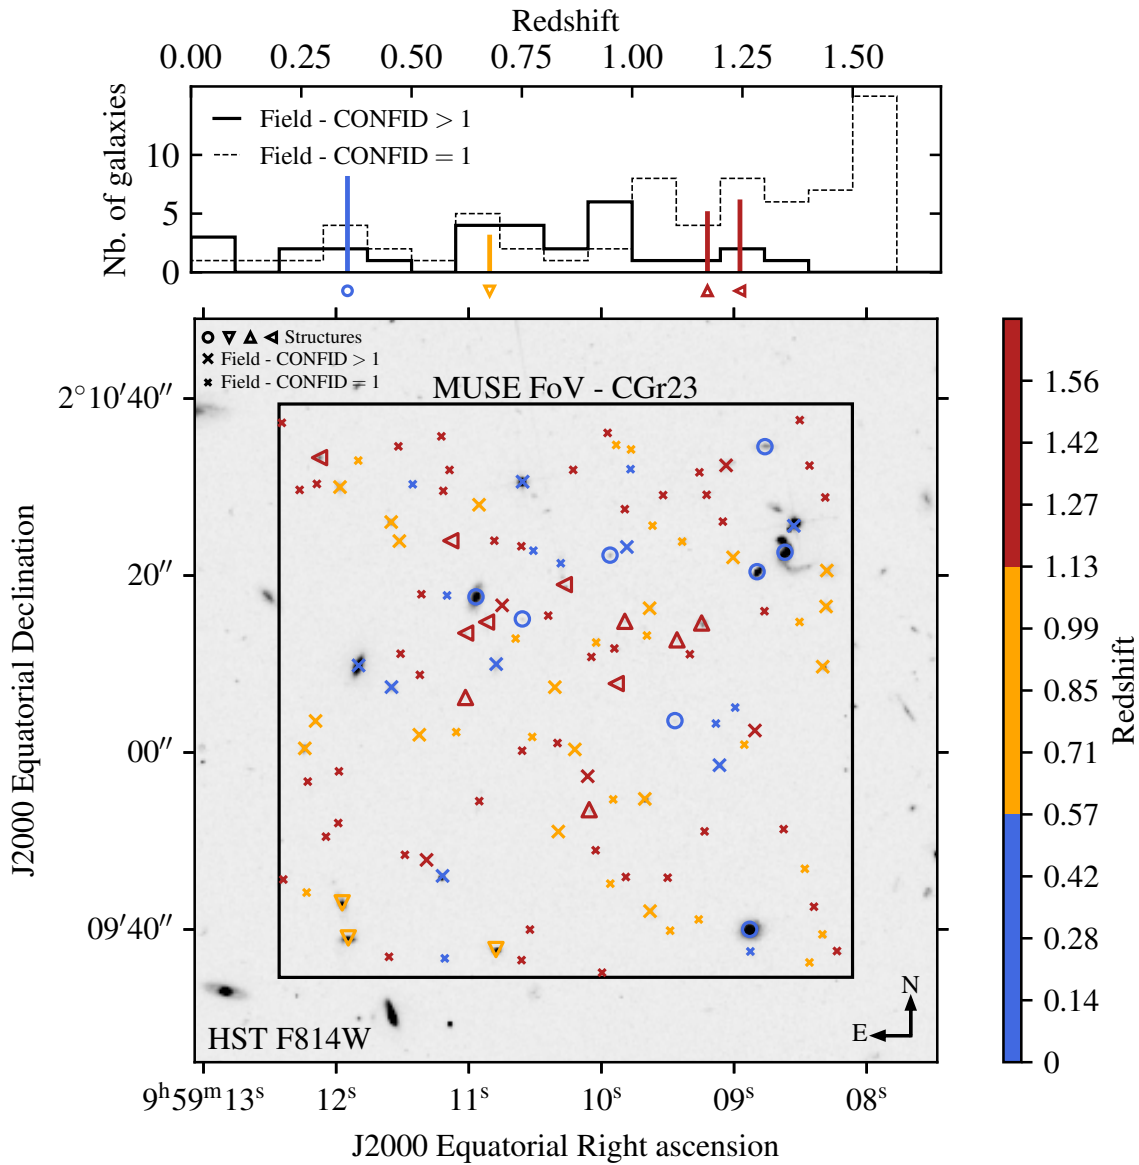 Redshift
0.00 0.25 0.50 0.75 1.00 1.25 1.50
Nb. of galaxies
10
5
0
Field - CONFID > 1
Field - CONFID = 1
Structures
Field - CONFID > 1
Field - CONFID = 1
MUSE FoV - CGr23
2°10′40″
20″
00″
09′40″
J2000 Equatorial Declination
HST F814W
N
E
9ʰ59ᵐ13ˢ 12ˢ 11ˢ 10ˢ 09ˢ 08ˢ
J2000 Equatorial Right ascension
1.56
1.42
1.27
1.13
0.99
0.85
0.71
0.57
0.42
0.28
0.14
0
Redshift